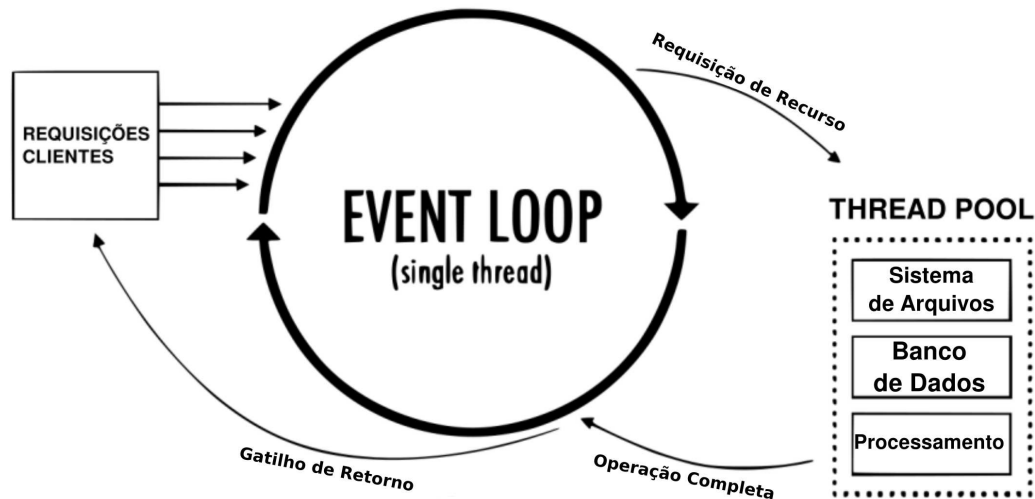 REQUISIÇÕES
CLIENTES
EVENT LOOP
(single thread)
Requisição de Recurso
THREAD POOL
Sistema
de Arquivos
Banco
de Dados
Processamento
Operação Completa
Gatilho de Retorno